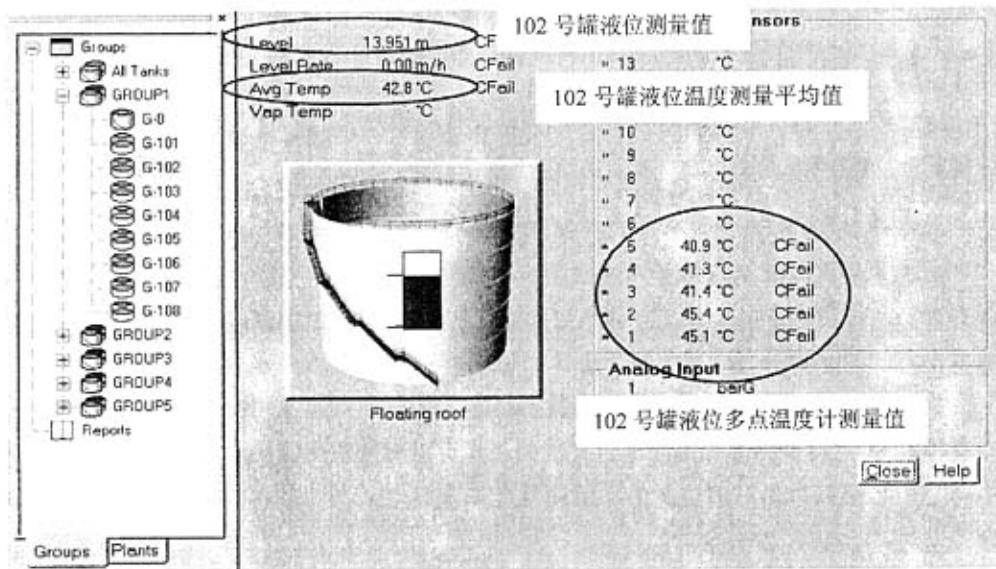 Groups
All Tanks
GROUP1
G-0
G-101
G-102
G-103
G-104
G-105
G-106
G-107
G-108
GROUP2
GROUP3
GROUP4
GROUP5
Reports
Groups Plants
Level 13.951 m CF
Level Rate 0.00 m/h CFail
Avg Temp 42.8 °C CFail
Vap Temp °C
Floating roof
102 号罐液位测量值
nsors
" 13 °C
102 号罐液位温度测量平均值
" 10 °C
" 9 °C
" 8 °C
" 7 °C
" 6 °C
5 40.9 °C CFail
4 41.3 °C CFail
3 41.4 °C CFail
2 45.4 °C CFail
1 45.1 °C CFail
Analog Input
1 barG
102 号罐液位多点温度计测量值
Close Help